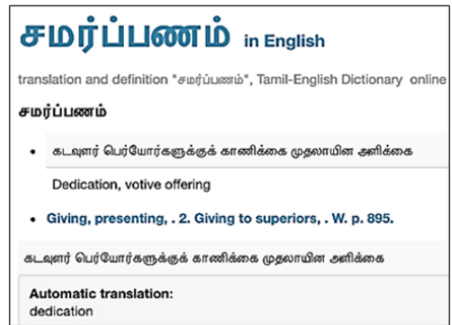 சமர்ப்பணம் in English
translation and definition "சமர்ப்பணம்", Tamil-English Dictionary online
சமர்ப்பணம்
• கடவுளர் பெர்யோர்களுக்குக் காணிக்கை முதலாயின அளிக்கை
Dedication, votive offering
• Giving, presenting, . 2. Giving to superiors, . W. p. 895.
கடவுளர் பெர்யோர்களுக்குக் காணிக்கை முதலாயின அளிக்கை
Automatic translation:
dedication